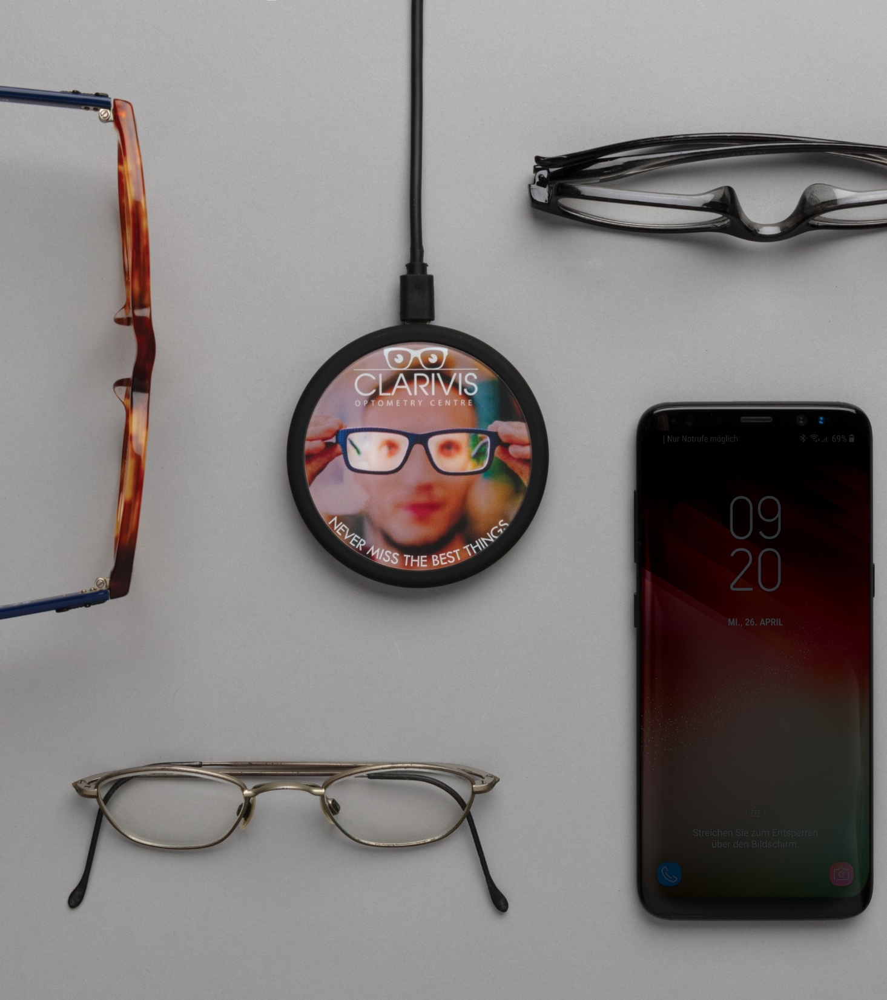 CLARIVIS
OPTOMETRY CENTRE
NEVER MISS THE BEST THINGS
Nur Notrufe möglich
69%
09
20
MI., 26. APRIL
Streichen Sie zum Entsperren
über den Bildschirm.